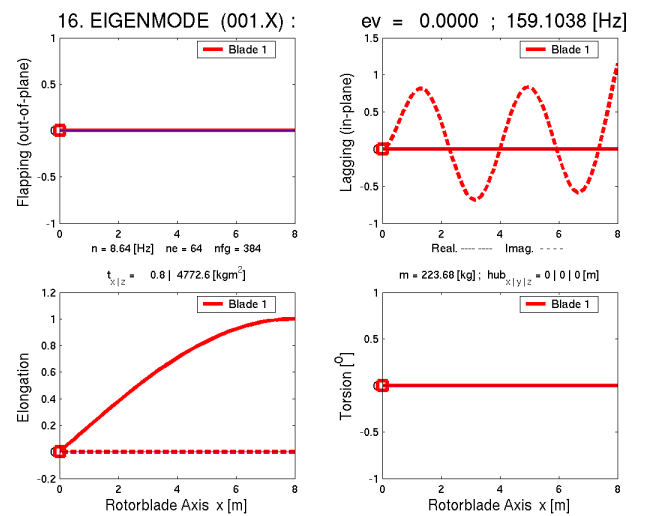 16. EIGENMODE (001.X) : ev = 0.0000 ; 159.1038 [Hz]
Blade 1
Flapping (out-of-plane)
1
0.5
0
-0.5
-1
0 2 4 6 8
n = 8.64 [Hz] ne = 64 nfg = 384
Blade 1
Lagging (in-plane)
1.5
1
0.5
0
-0.5
-1
0 2 4 6 8
Real. ---- ---- Imag. - - - -
t x|z = 0.8 | 4772.6 [kgm²]
m = 223.68 [kg] ; hub x|y|z = 0 | 0 | 0 [m]
Blade 1
Elongation
1.2
1
0.8
0.6
0.4
0.2
0
-0.2
0 2 4 6 8
Rotorblade Axis x [m]
Blade 1
Torsion [º]
1
0.5
0
-0.5
-1
0 2 4 6 8
Rotorblade Axis x [m]